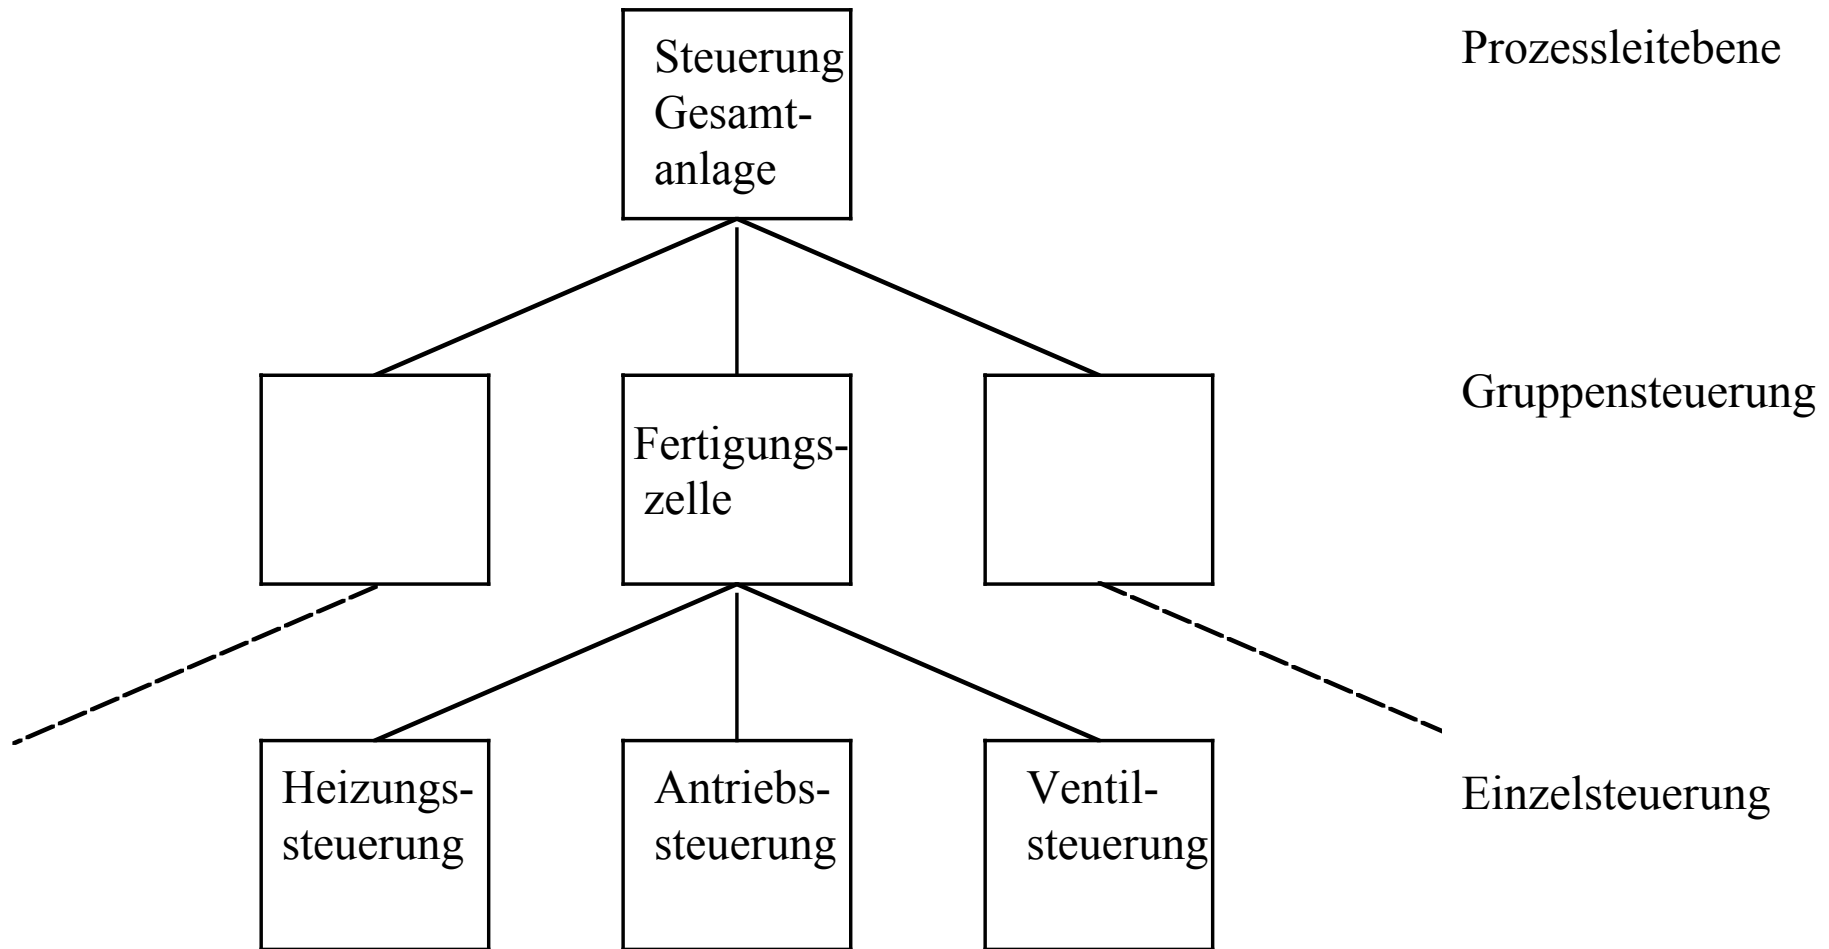 Steuerung
Gesamt-
anlage
Prozessleitebene
Fertigungs-
zelle
Gruppensteuerung
Heizungs-
steuerung
Antriebs-
steuerung
Ventil-
steuerung
Einzelsteuerung